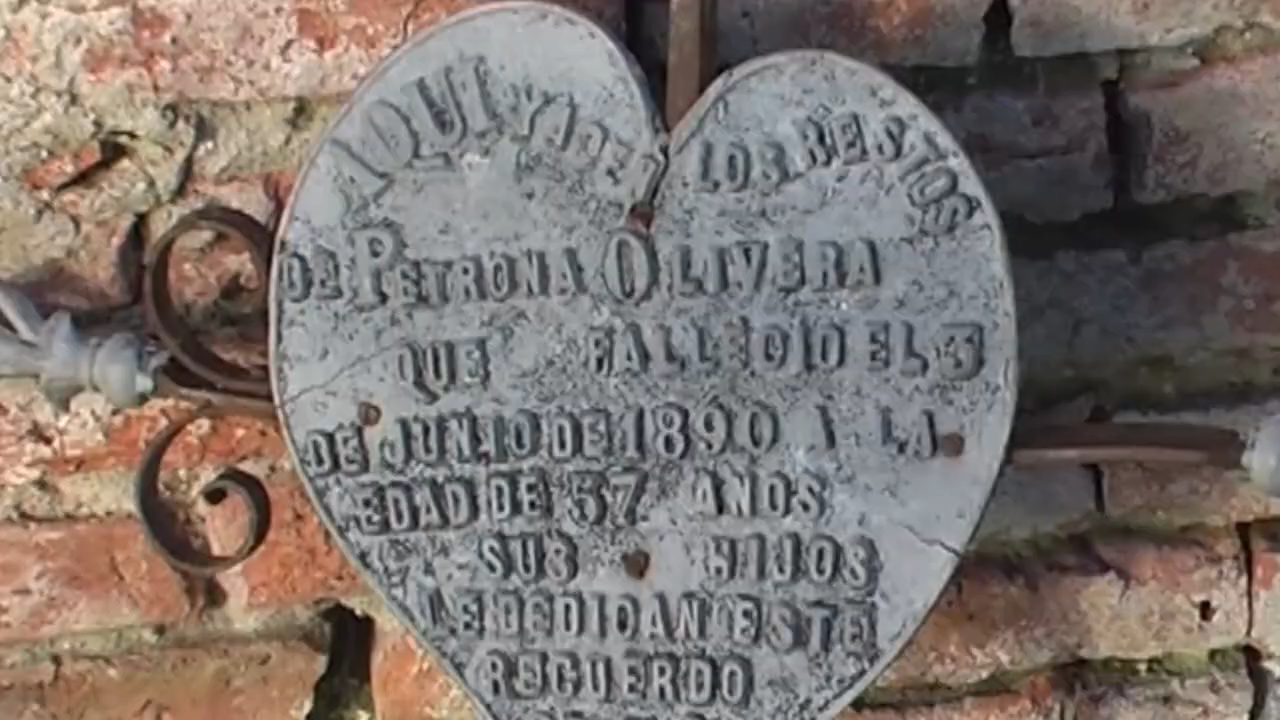 AQUI YACEN LOS RESTOS
DE PETRONA OLIVERA
QUE FALLECIO EL 3
DE JUNIO DE 1890 A LA
EDAD DE 57 AÑOS
SUS HIJOS
LE DEDICAN ESTE
RECUERDO